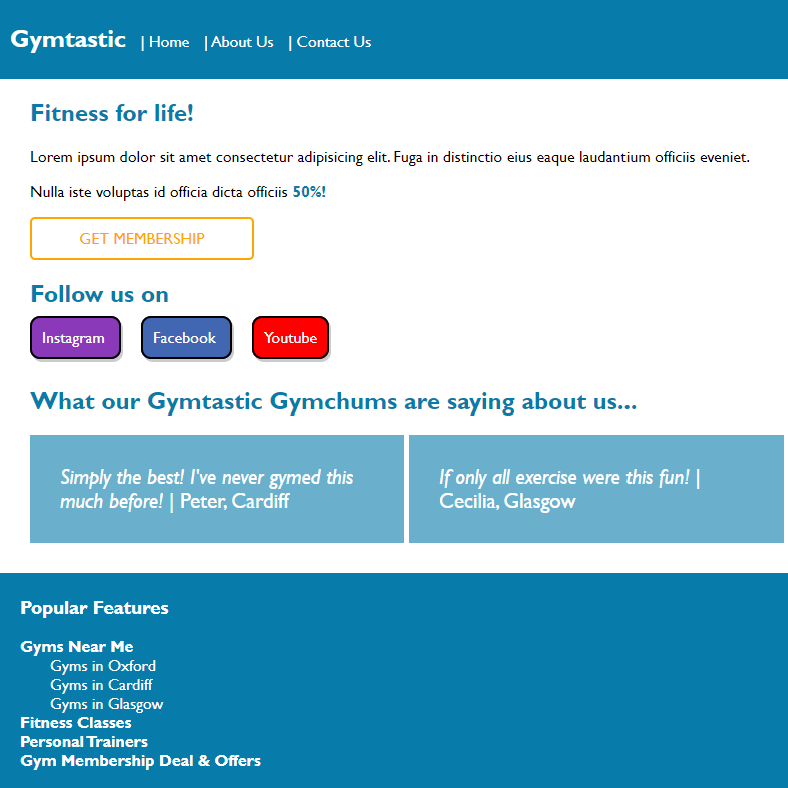 Gymtastic | Home | About Us | Contact Us
Fitness for life!
Lorem ipsum dolor sit amet consectetur adipisicing elit. Fuga in distinctio eius eaque laudantium officiis eveniet.
Nulla iste voluptas id officia dicta officiis 50%!
GET MEMBERSHIP
Follow us on
Instagram Facebook Youtube
What our Gymtastic Gymchums are saying about us...
Simply the best! I've never gymed this
much before! | Peter, Cardiff
If only all exercise were this fun! |
Cecilia, Glasgow
Popular Features
Gyms Near Me
Gyms in Oxford
Gyms in Cardiff
Gyms in Glasgow
Fitness Classes
Personal Trainers
Gym Membership Deal & Offers